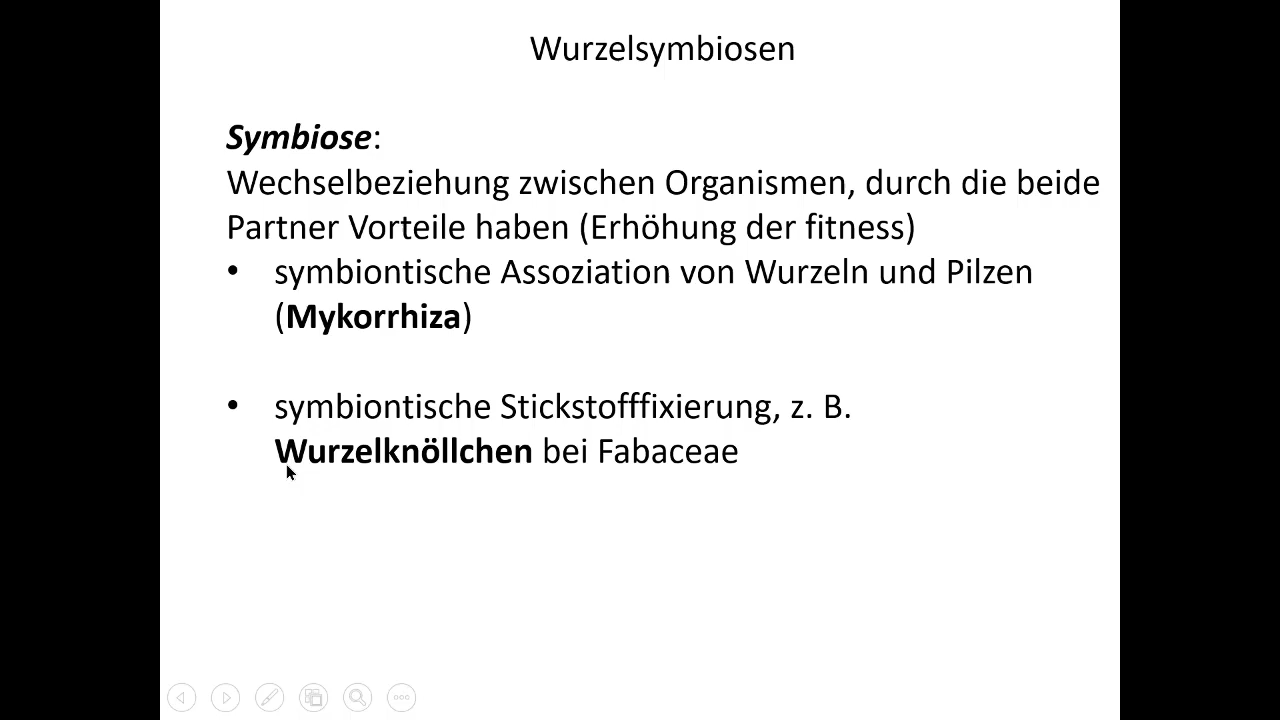 Wurzelsymbiosen
Symbiose:
Wechselbeziehung zwischen Organismen, durch die beide
Partner Vorteile haben (Erhöhung der fitness)
• symbiontische Assoziation von Wurzeln und Pilzen
(Mykorrhiza)
• symbiontische Stickstofffixierung, z. B.
Wurzelknöllchen bei Fabaceae